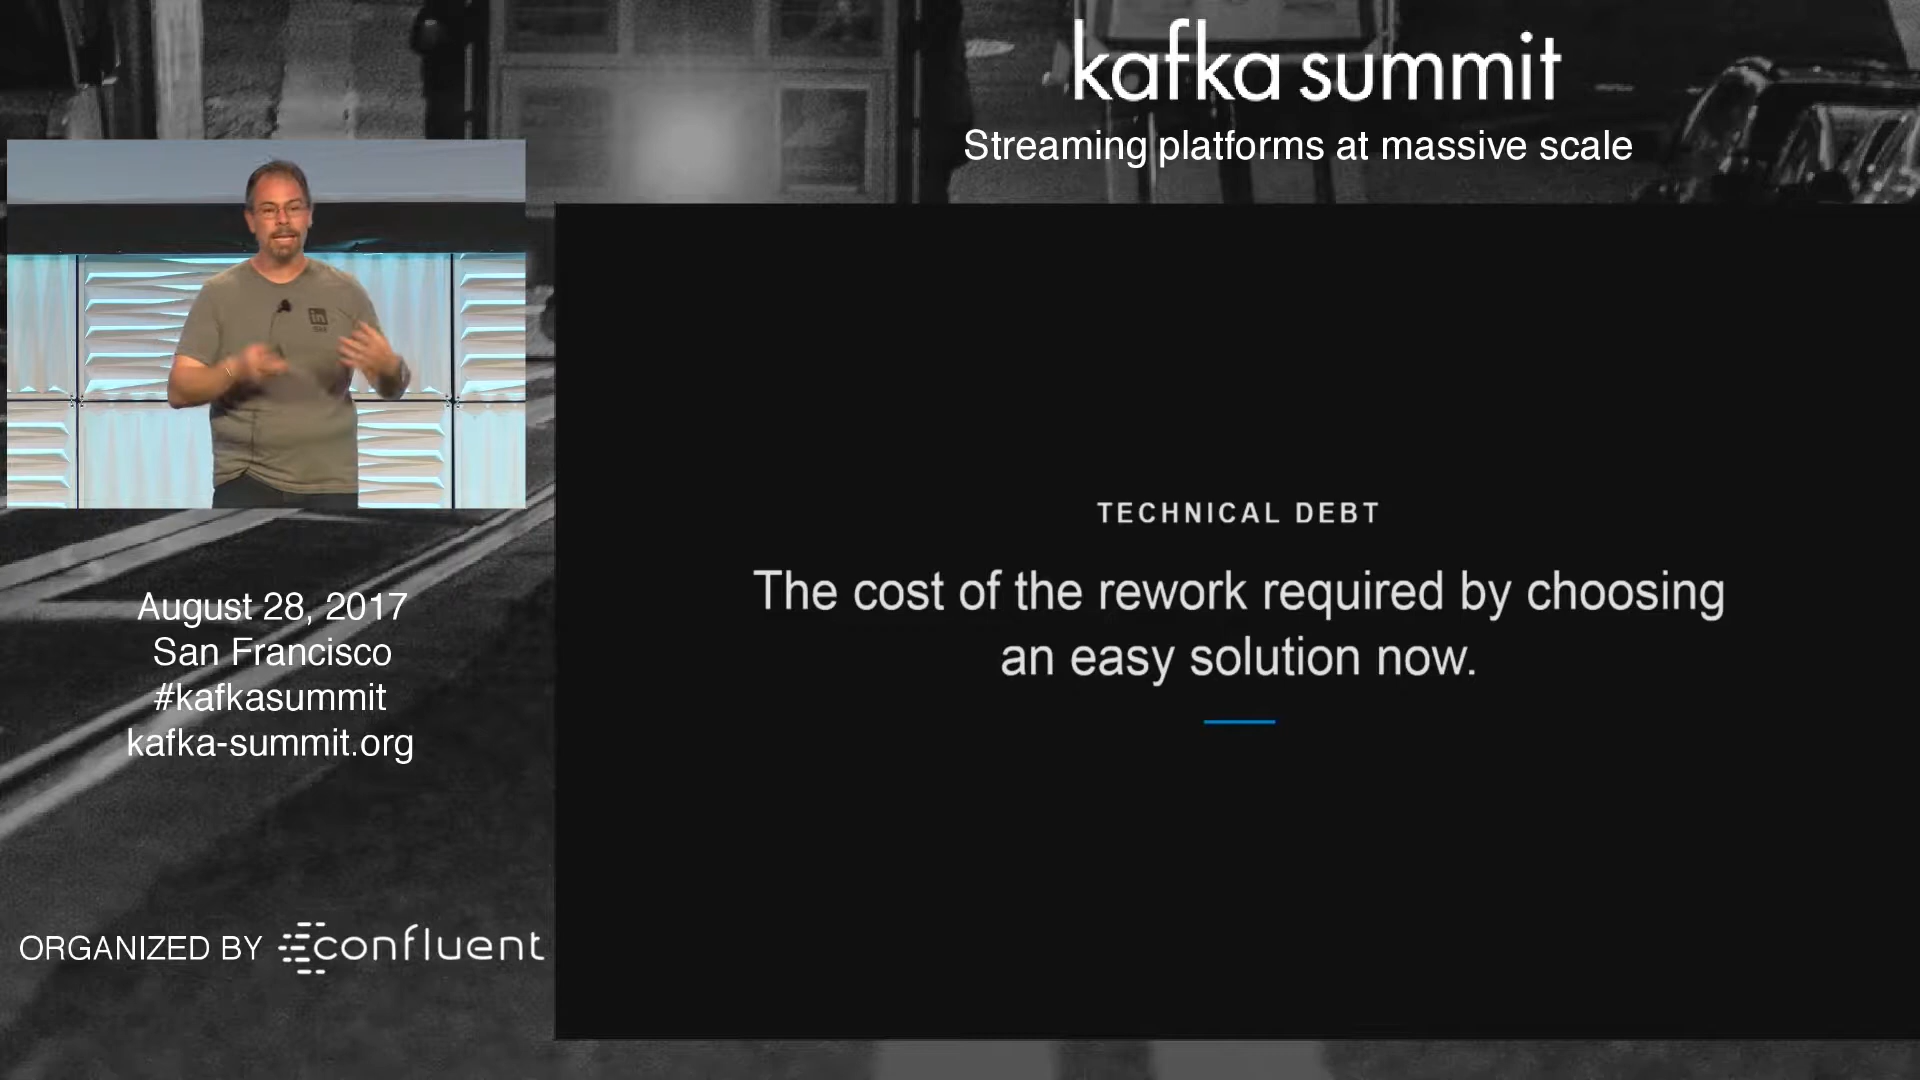 kafka summit
Streaming platforms at massive scale
in
TECHNICAL DEBT
The cost of the rework required by choosing
an easy solution now.
August 28, 2017
San Francisco
#kafkasummit
kafka-summit.org
ORGANIZED BY confluent